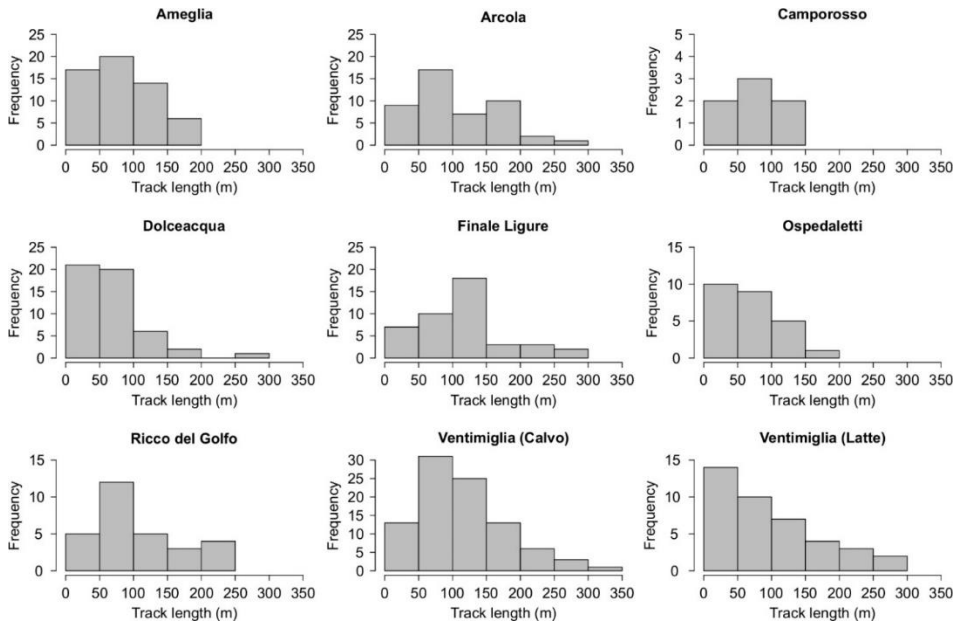 Ameglia
Frequency
25
20
15
10
5
0
0 50 100 150 200 250 300 350
Track length (m)
Arcola
Frequency
25
20
15
10
5
0
0 50 100 150 200 250 300 350
Track length (m)
Camporosso
Frequency
5
4
3
2
1
0
0 50 100 150 200 250 300 350
Track length (m)
Dolceacqua
Frequency
25
20
15
10
5
0
0 50 100 150 200 250 300 350
Track length (m)
Finale Ligure
Frequency
25
20
15
10
5
0
0 50 100 150 200 250 300 350
Track length (m)
Ospedaletti
Frequency
15
10
5
0
0 50 100 150 200 250 300 350
Track length (m)
Ricco del Golfo
Frequency
15
10
5
0
0 50 100 150 200 250 300 350
Track length (m)
Ventimiglia (Calvo)
Frequency
30
25
20
15
10
5
0
0 50 100 150 200 250 300 350
Track length (m)
Ventimiglia (Latte)
Frequency
15
10
5
0
0 50 100 150 200 250 300 350
Track length (m)